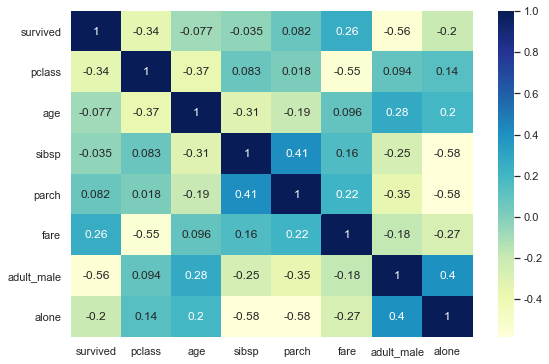 survived 1 -0.34 -0.077 -0.035 0.082 0.26 -0.56 -0.2
pclass -0.34 1 -0.37 0.083 0.018 -0.55 0.094 0.14
age -0.077 -0.37 1 -0.31 -0.19 0.096 0.28 0.2
sibsp -0.035 0.083 -0.31 1 0.41 0.16 -0.25 -0.58
parch 0.082 0.018 -0.19 0.41 1 0.22 -0.35 -0.58
fare 0.26 -0.55 0.096 0.16 0.22 1 -0.18 -0.27
adult_male -0.56 0.094 0.28 -0.25 -0.35 -0.18 1 0.4
alone -0.2 0.14 0.2 -0.58 -0.58 -0.27 0.4 1
survived pclass age sibsp parch fare adult_male alone
1.0
0.8
0.6
0.4
0.2
0.0
-0.2
-0.4